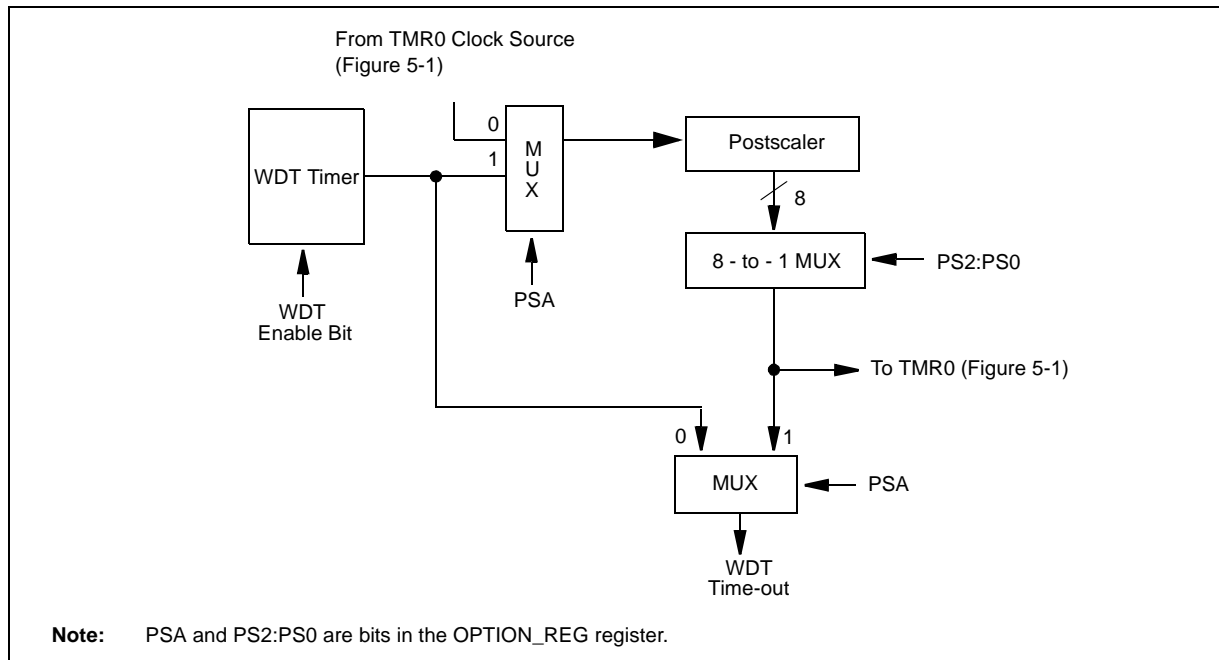 From TMR0 Clock Source
(Figure 5-1)
0
1
M
U
X
WDT Timer
Postscaler
8
8 - to - 1 MUX
PS2:PS0
PSA
WDT
Enable Bit
To TMR0 (Figure 5-1)
0
1
MUX
PSA
WDT
Time-out
Note: PSA and PS2:PS0 are bits in the OPTION_REG register.